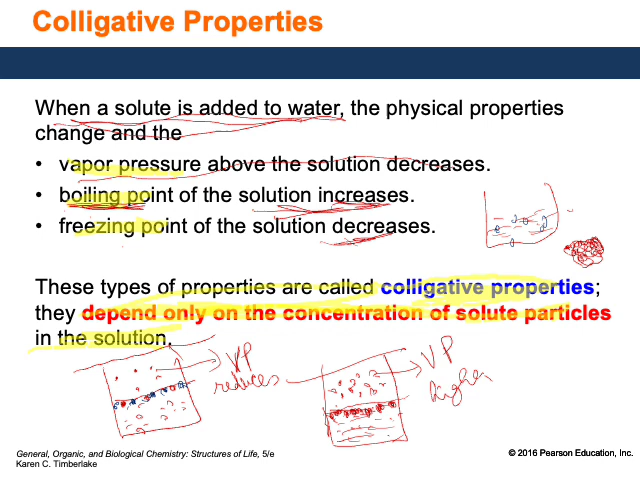 Colligative Properties
When a solute is added to water, the physical properties
change and the
• vapor pressure above the solution decreases.
• boiling point of the solution increases.
• freezing point of the solution decreases.
These types of properties are called colligative properties;
they depend only on the concentration of solute particles
in the solution.
VP
reduces
VP
higher
General, Organic, and Biological Chemistry: Structures of Life, 5/e
Karen C. Timberlake
© 2016 Pearson Education, Inc.